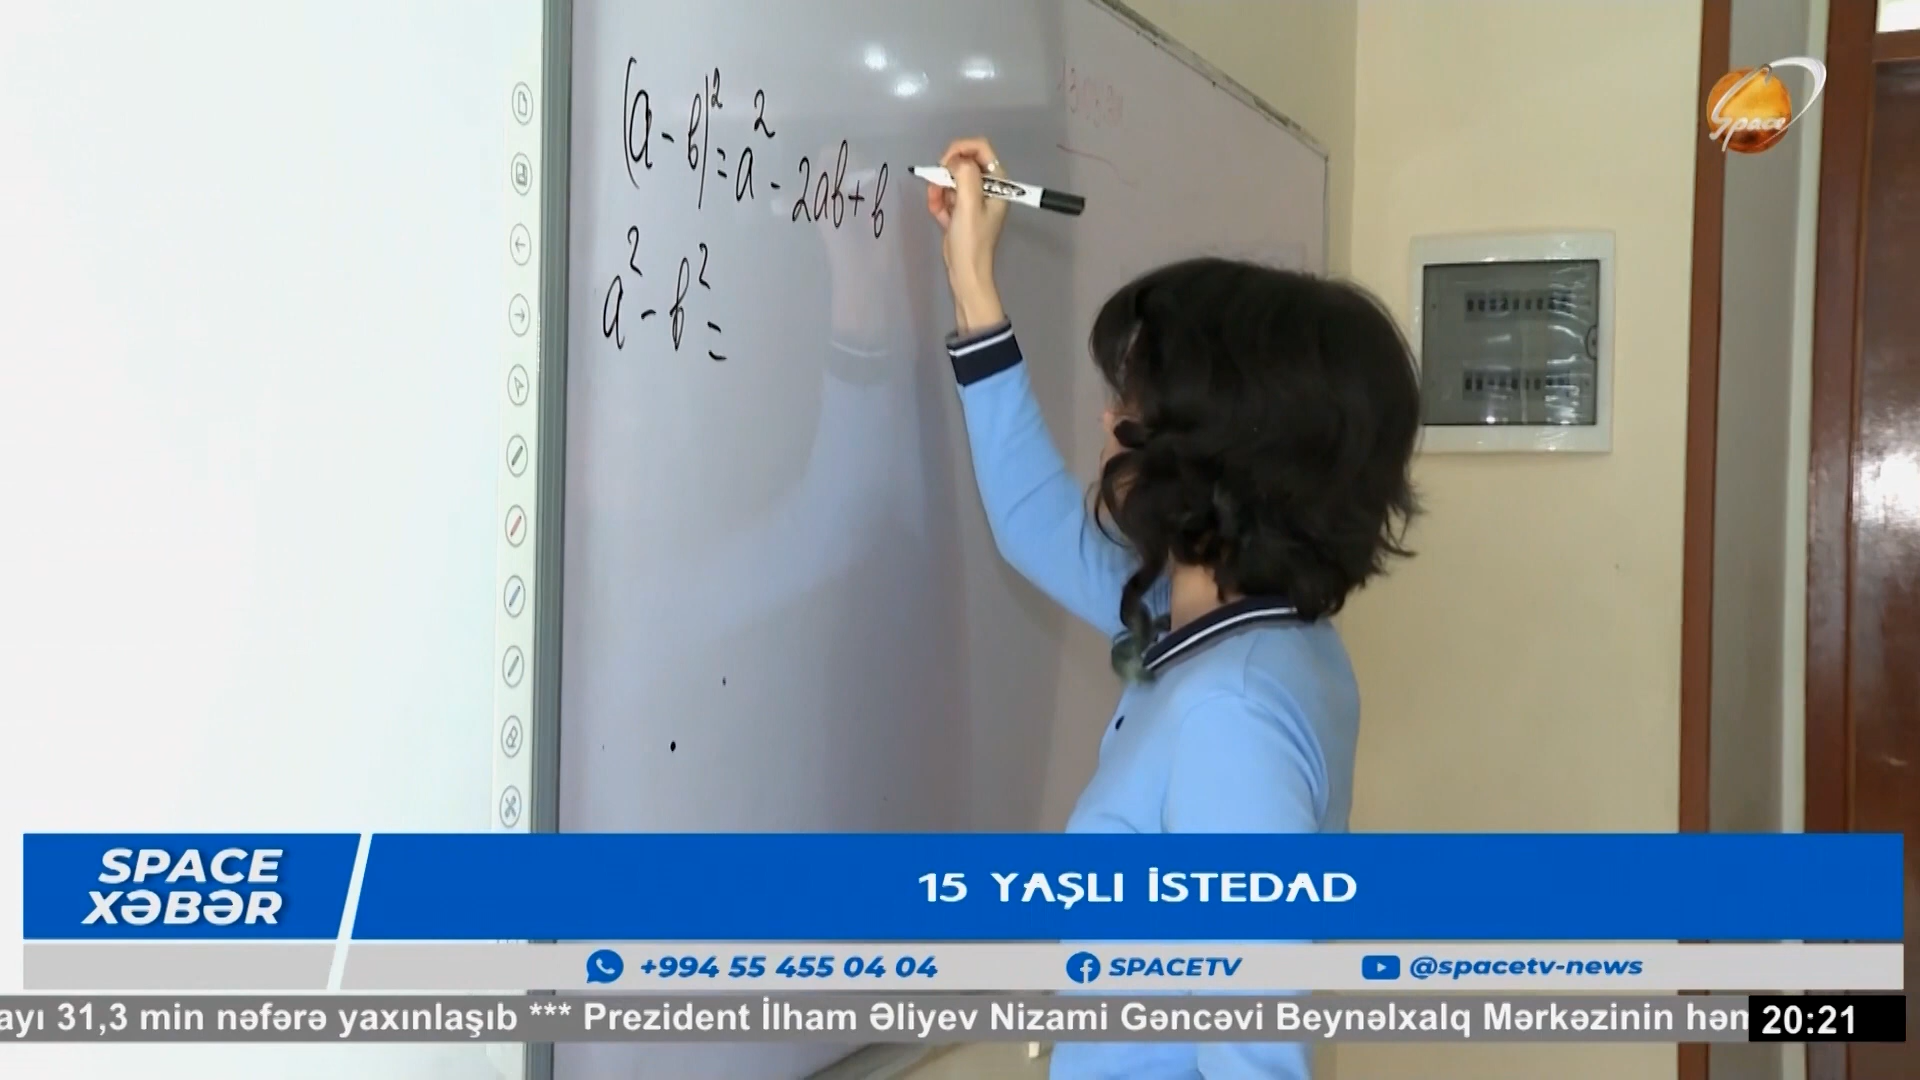 (a-b)²=a²-2ab+b
a²-b²=
Space
SPACE
XƏBƏR
15 YAŞLI İSTEDAD
+994 55 455 04 04
SPACETV
@spacetv-news
ayı 31,3 min nəfərə yaxınlaşıb *** Prezident İlham Əliyev Nizami Gəncəvi Beynəlxalq Mərkəzinin hən
20:21